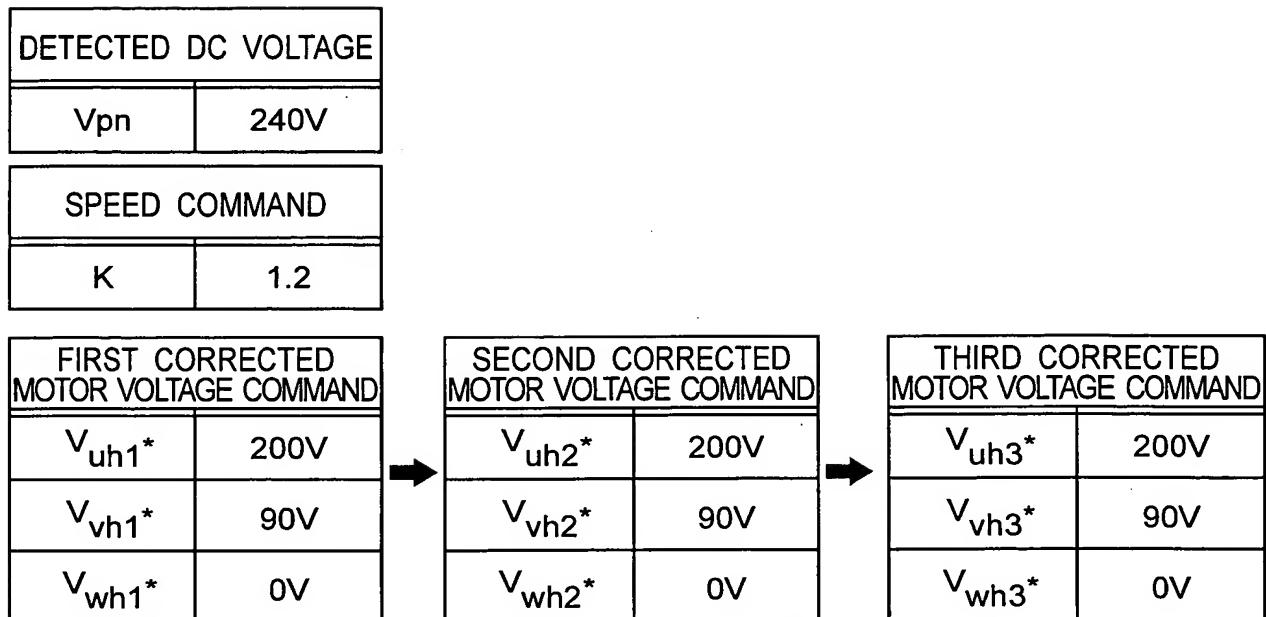 DETECTED DC VOLTAGE
Vpn 240V
SPEED COMMAND
K 1.2
FIRST CORRECTED
MOTOR VOLTAGE COMMAND
Vuh1* 200V
Vvh1* 90V
Vwh1* 0V
SECOND CORRECTED
MOTOR VOLTAGE COMMAND
Vuh2* 200V
Vvh2* 90V
Vwh2* 0V
THIRD CORRECTED
MOTOR VOLTAGE COMMAND
Vuh3* 200V
Vvh3* 90V
Vwh3* 0V